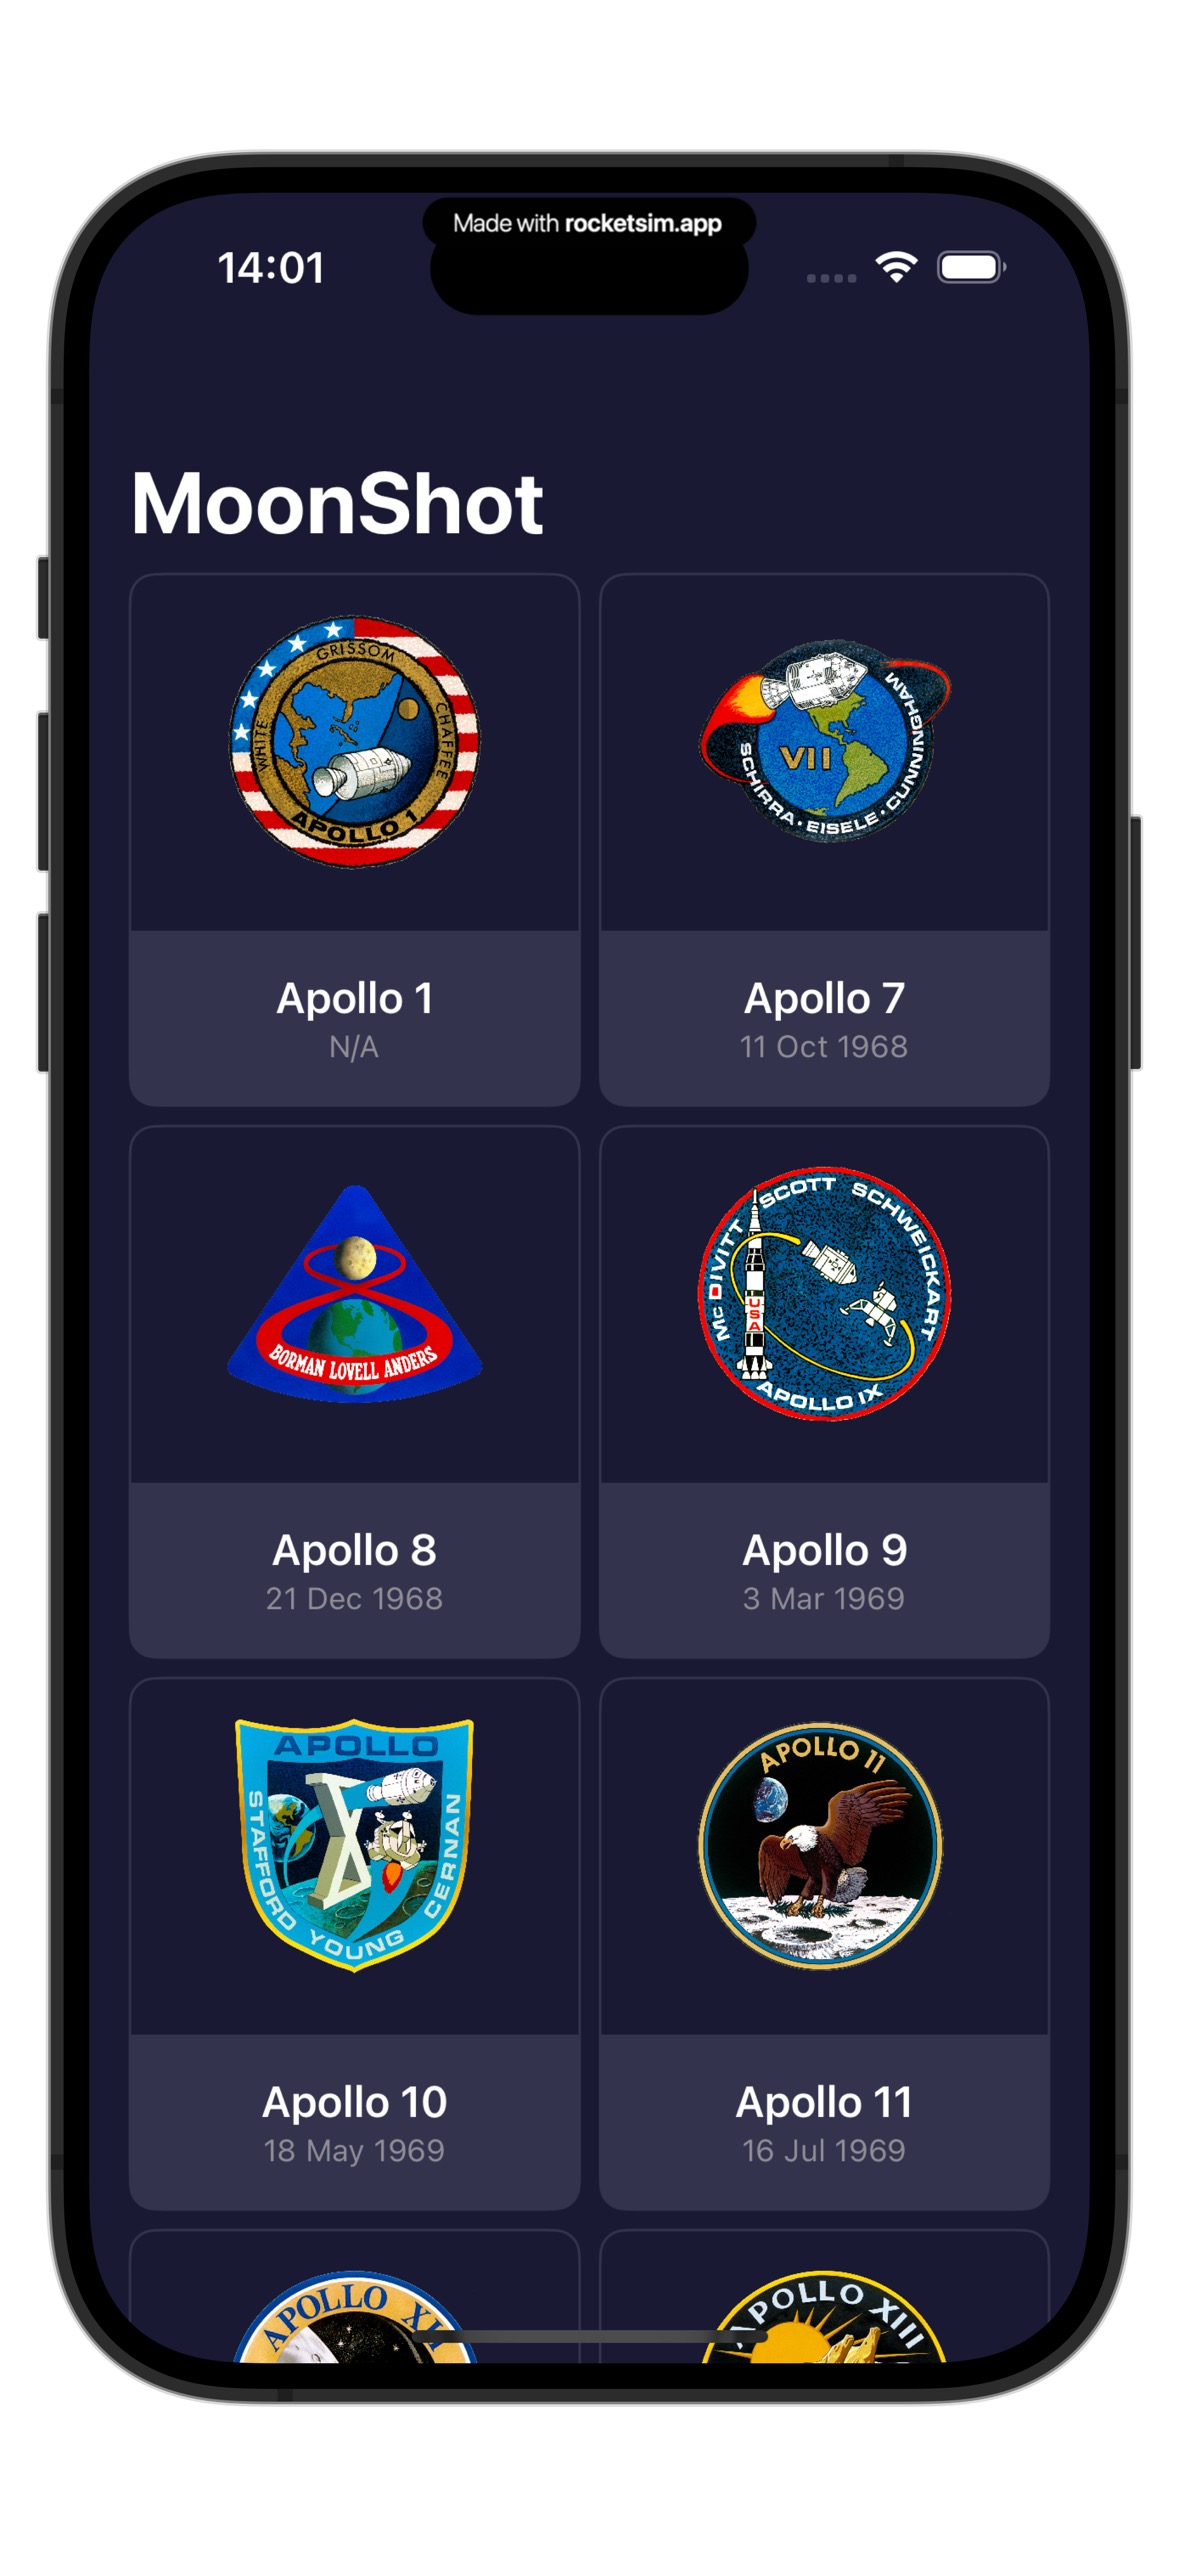 Made with rocketsim.app
14:01
MoonShot
GRISSOM
WHITE
CHAFFEE
APOLLO 1
Apollo 1
N/A
VII
SCHIRRA · EISELE · CUNNINGHAM
Apollo 7
11 Oct 1968
BORMAN LOVELL ANDERS
Apollo 8
21 Dec 1968
Mc DIVITT SCOTT SCHWEICKART
USA
APOLLO IX
Apollo 9
3 Mar 1969
APOLLO
X
STAFFORD YOUNG CERNAN
Apollo 10
18 May 1969
APOLLO 11
Apollo 11
16 Jul 1969
APOLLO
APOLLO XIII